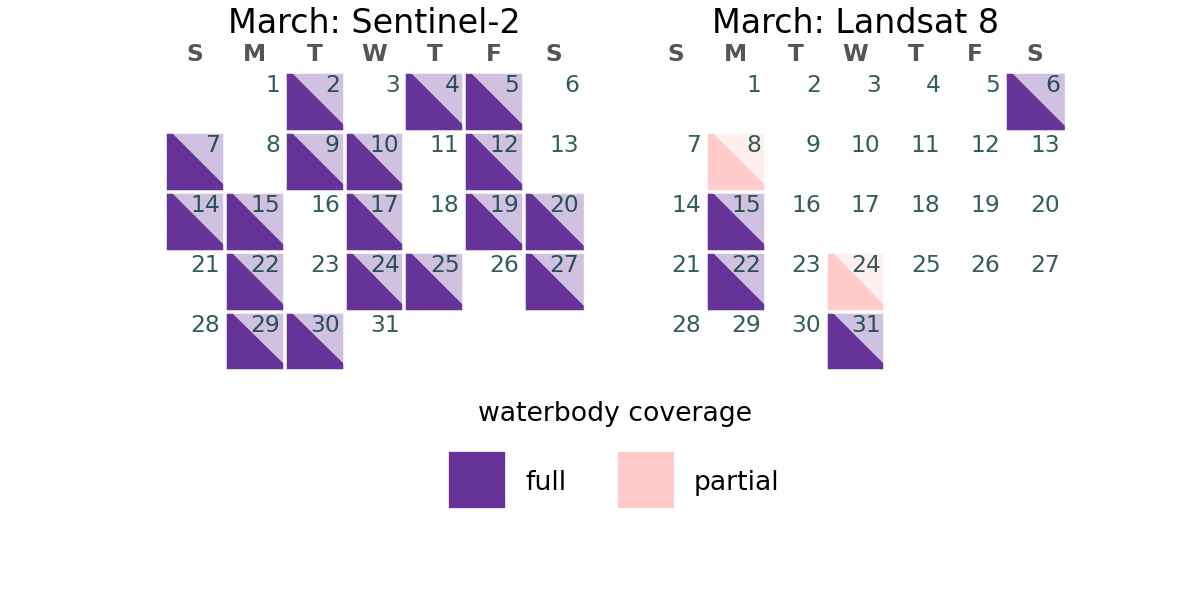 March: Sentinel-2
S M T W T F S
1 2 3 4 5 6
7 8 9 10 11 12 13
14 15 16 17 18 19 20
21 22 23 24 25 26 27
28 29 30 31
March: Landsat 8
S M T W T F S
1 2 3 4 5 6
7 8 9 10 11 12 13
14 15 16 17 18 19 20
21 22 23 24 25 26 27
28 29 30 31
waterbody coverage
full partial